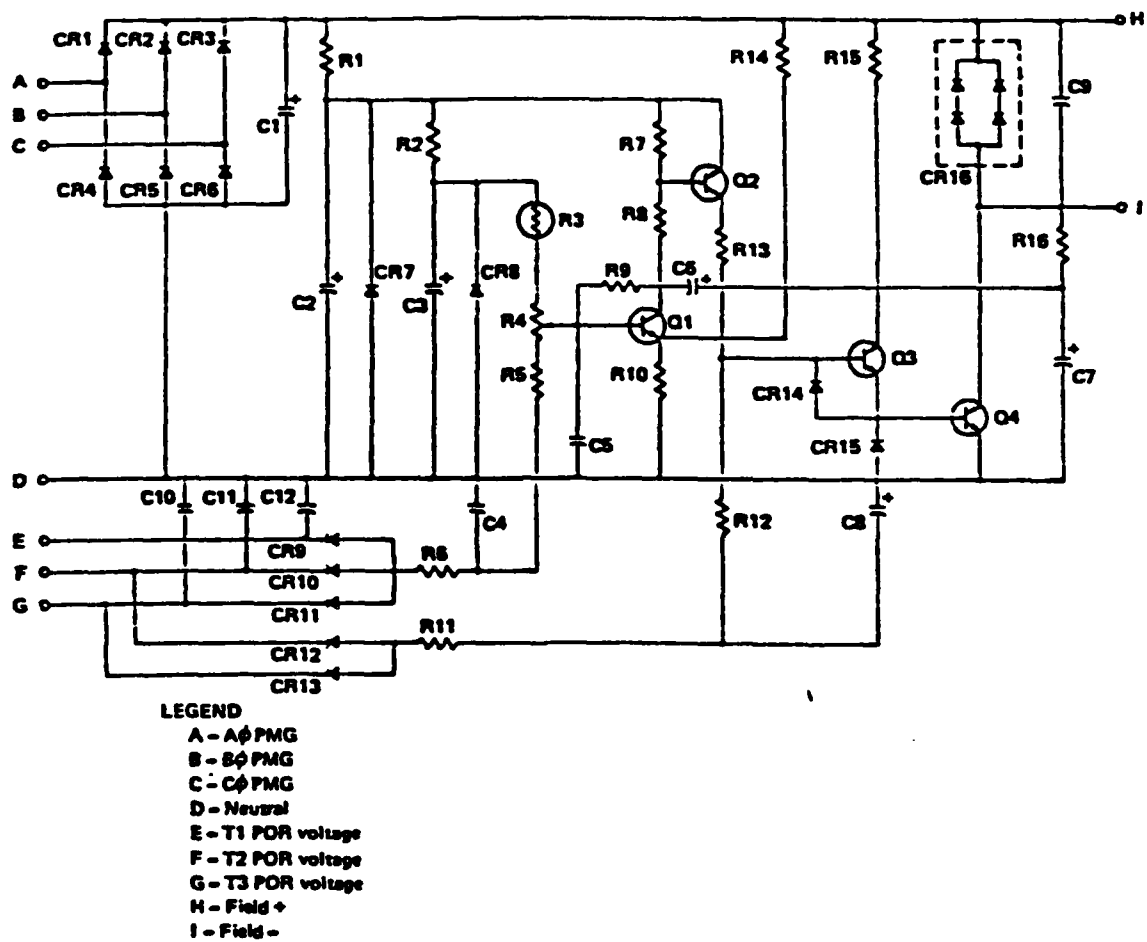 CR1 CR2 CR3
A
B
C
C1
CR4 CR5 CR6
R1
R14
R15
H
C9
R2
R7
Q2
CR16
I
R3
R8
R13
R16
C2
CR7
C3
CR8
R9
C6
R4
Q1
Q3
C7
R5
R10
CR14
Q4
C5
CR15
D
C10
C11
C12
C4
R12
C8
E
CR9
R6
F
CR10
G
CR11
R11
CR12
CR13
LEGEND
A - Aϕ PMG
B - Bϕ PMG
C - Cϕ PMG
D - Neutral
E - T1 POR voltage
F - T2 POR voltage
G - T3 POR voltage
H - Field +
I - Field -